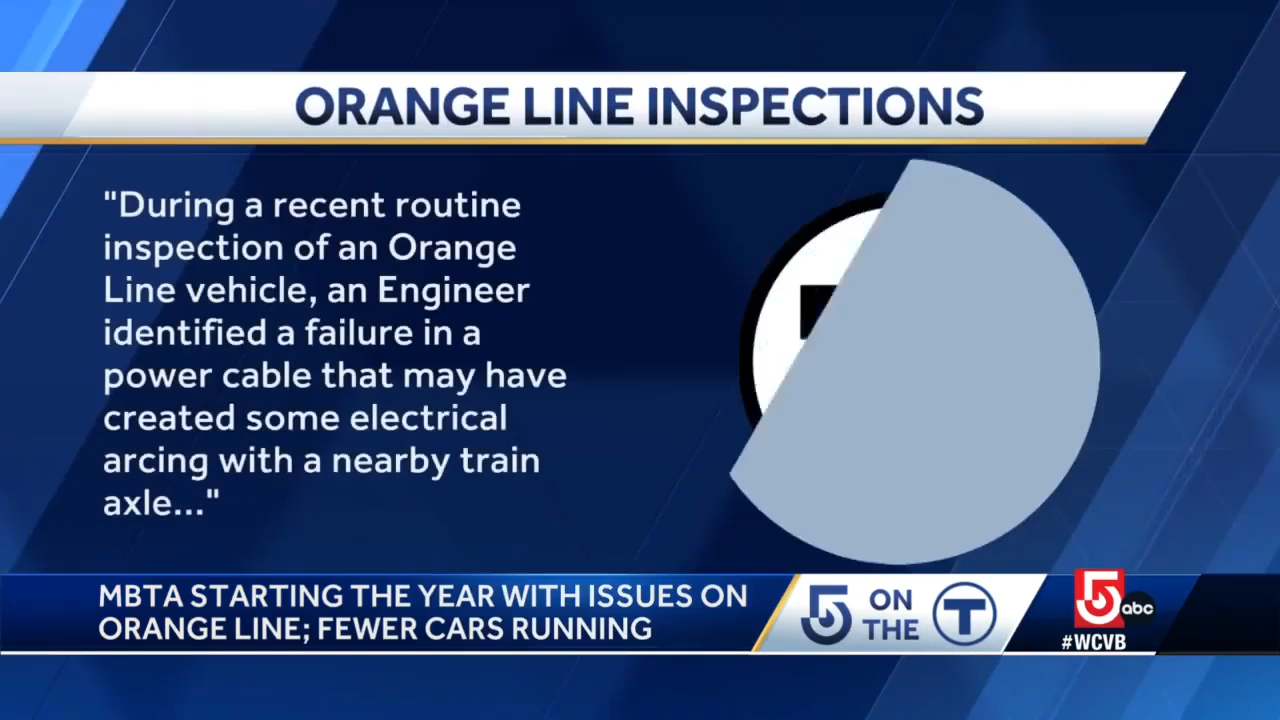 ORANGE LINE INSPECTIONS
"During a recent routine
inspection of an Orange
Line vehicle, an Engineer
identified a failure in a
power cable that may have
created some electrical
arcing with a nearby train
axle..."
MBTA STARTING THE YEAR WITH ISSUES ON
ORANGE LINE; FEWER CARS RUNNING
5 ON
THE T
5 abc
#WCVB